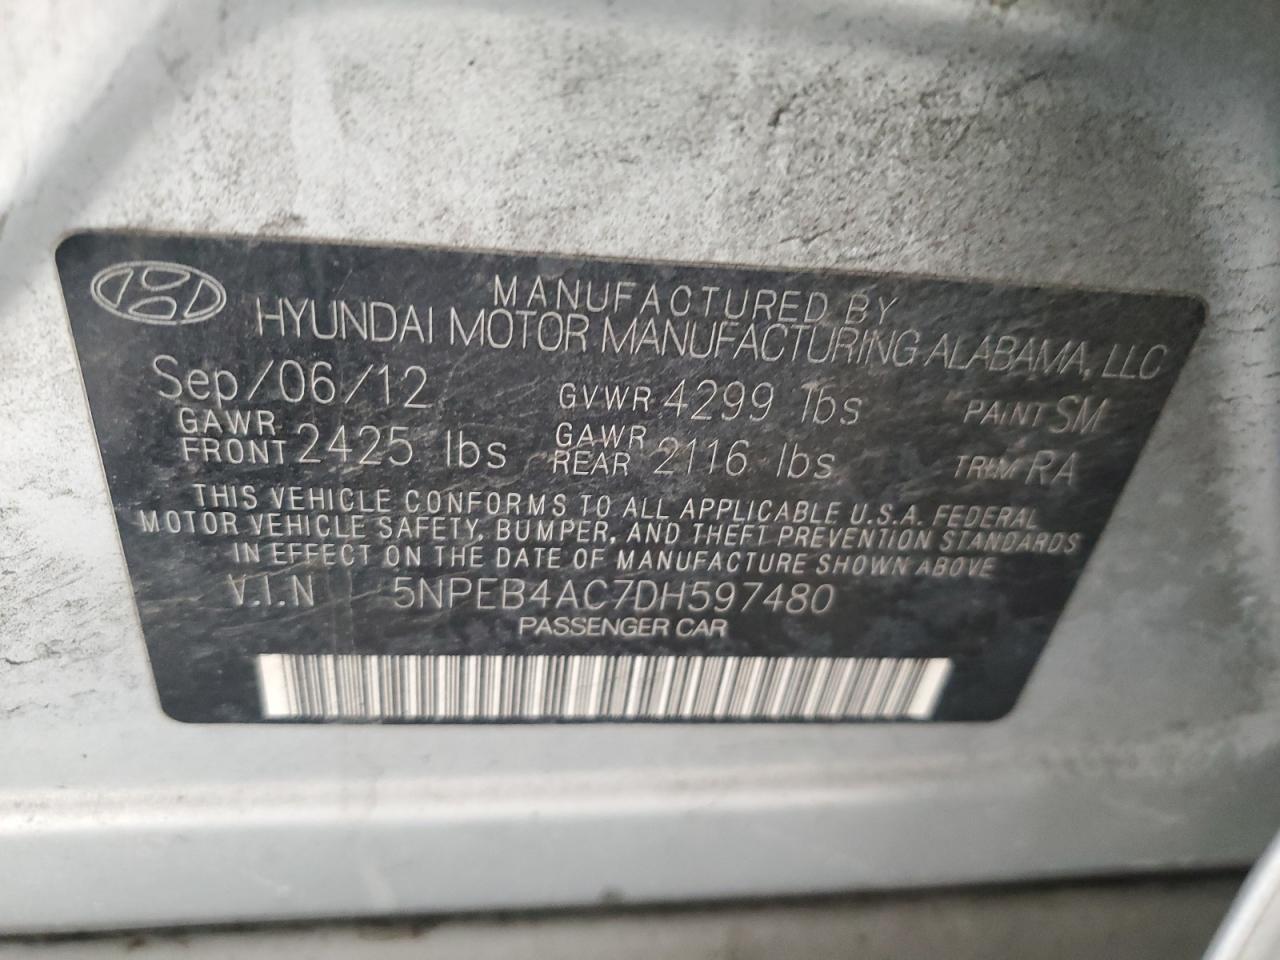 MANUFACTURED BY
HYUNDAI MOTOR MANUFACTURING ALABAMA, LLC
Sep/06/12 GVWR 4299 lbs PAINT SM
GAWR FRONT 2425 lbs GAWR REAR 2116 lbs TRIM RA
THIS VEHICLE CONFORMS TO ALL APPLICABLE U.S.A. FEDERAL
MOTOR VEHICLE SAFETY, BUMPER, AND THEFT PREVENTION STANDARDS
IN EFFECT ON THE DATE OF MANUFACTURE SHOWN ABOVE
V.I.N 5NPEB4AC7DH597480
PASSENGER CAR